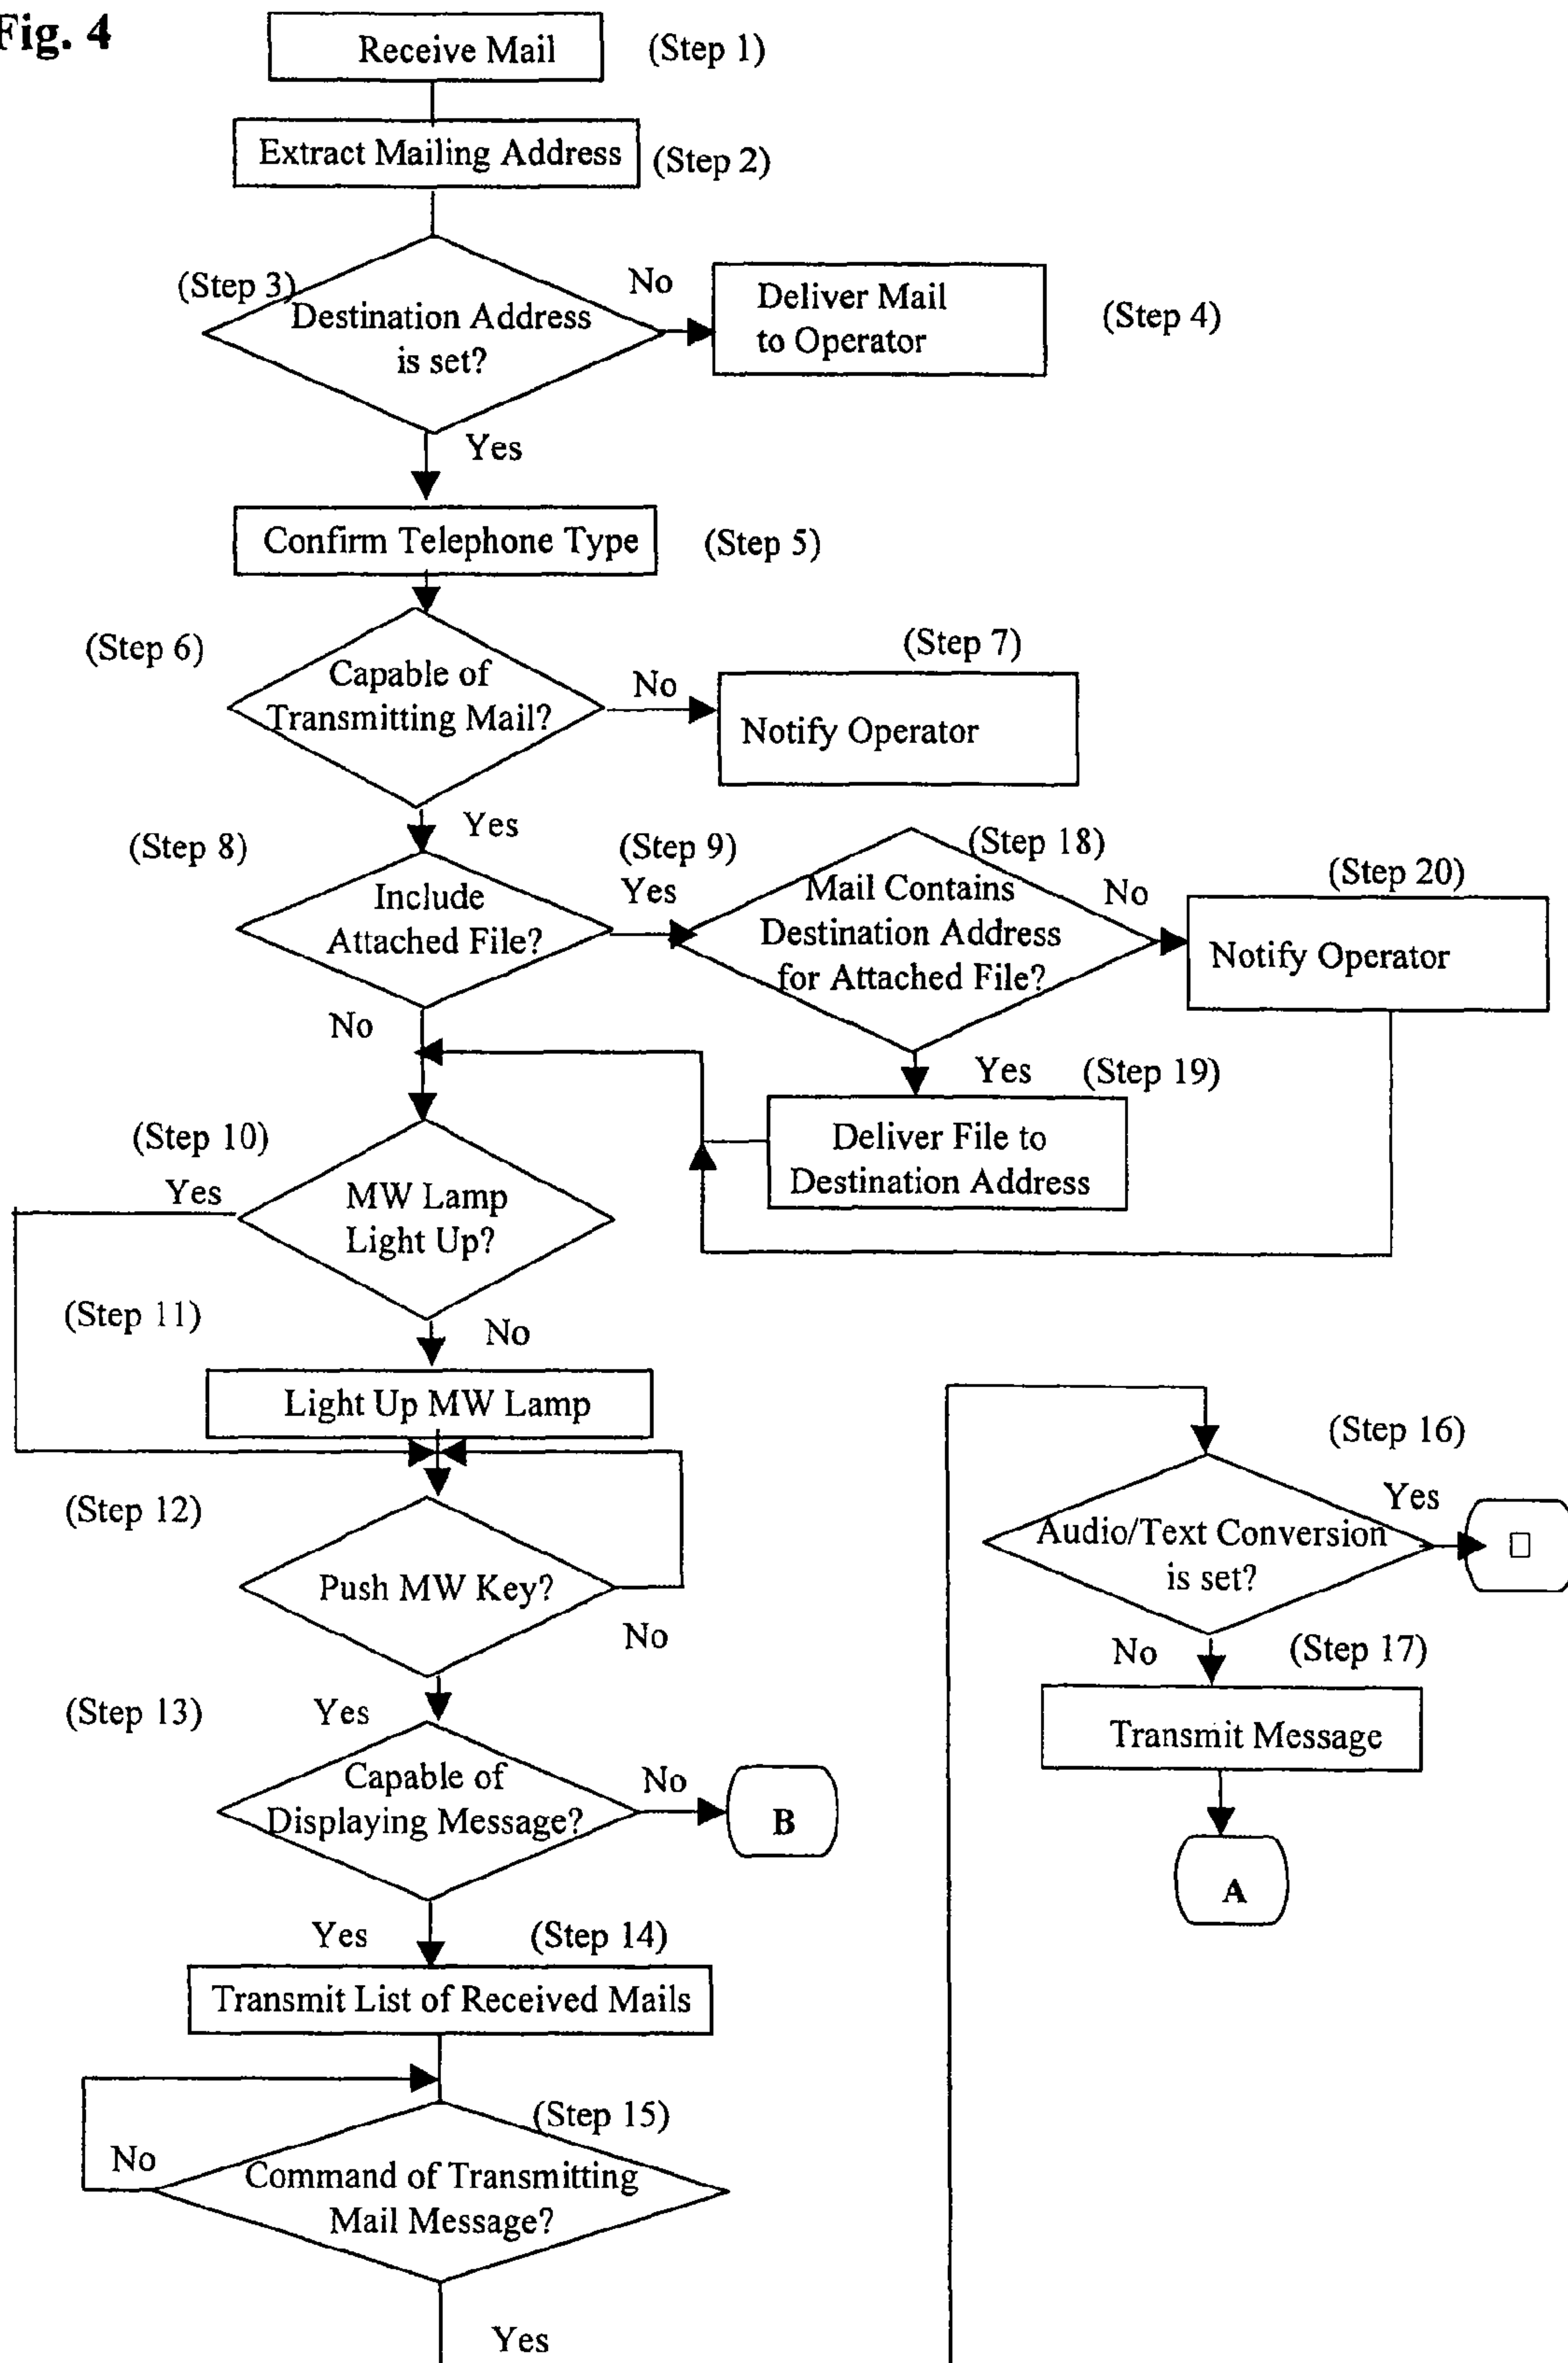 Fig. 4
Receive Mail
(Step 1)
Extract Mailing Address
(Step 2)
(Step 3)
Destination Address
is set?
No
Deliver Mail
to Operator
(Step 4)
Yes
Confirm Telephone Type
(Step 5)
(Step 6)
Capable of
Transmitting Mail?
No
(Step 7)
Notify Operator
Yes
(Step 8)
Include
Attached File?
(Step 9)
Yes
(Step 18)
Mail Contains
Destination Address
for Attached File?
No
(Step 20)
Notify Operator
No
Yes
(Step 19)
Deliver File to
Destination Address
(Step 10)
Yes
MW Lamp
Light Up?
(Step 11)
No
Light Up MW Lamp
(Step 12)
Push MW Key?
No
(Step 13)
Yes
Capable of
Displaying Message?
No
B
Yes
(Step 14)
Transmit List of Received Mails
(Step 15)
No
Command of Transmitting
Mail Message?
Yes
(Step 16)
Audio/Text Conversion
is set?
Yes
□
No
(Step 17)
Transmit Message
A